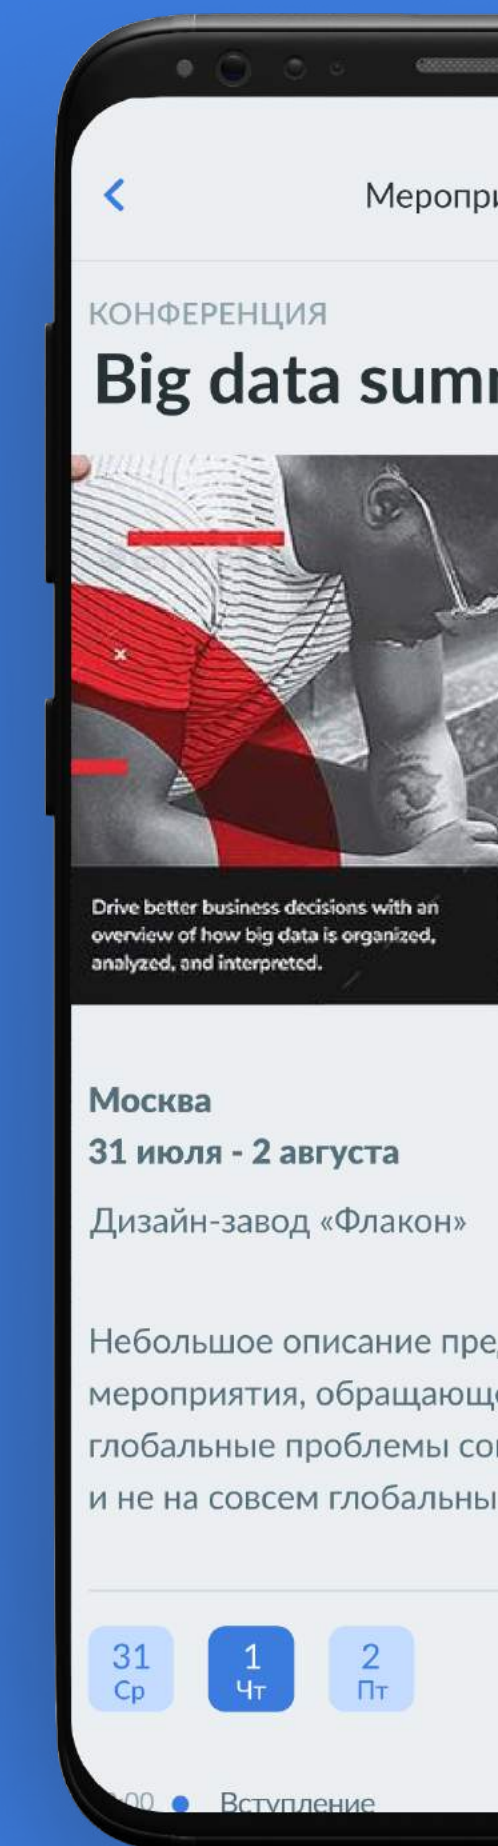 Меропри
КОНФЕРЕНЦИЯ
Big data sum
Drive better business decisions with an
overview of how big data is organized,
analyzed, and interpreted.
Москва
31 июля - 2 августа
Дизайн-завод «Флакон»
Небольшое описание пре
мероприятия, обращающ
глобальные проблемы со
и не на совсем глобальны
31 1 2
Ср Чт Пт
:00 Вступление